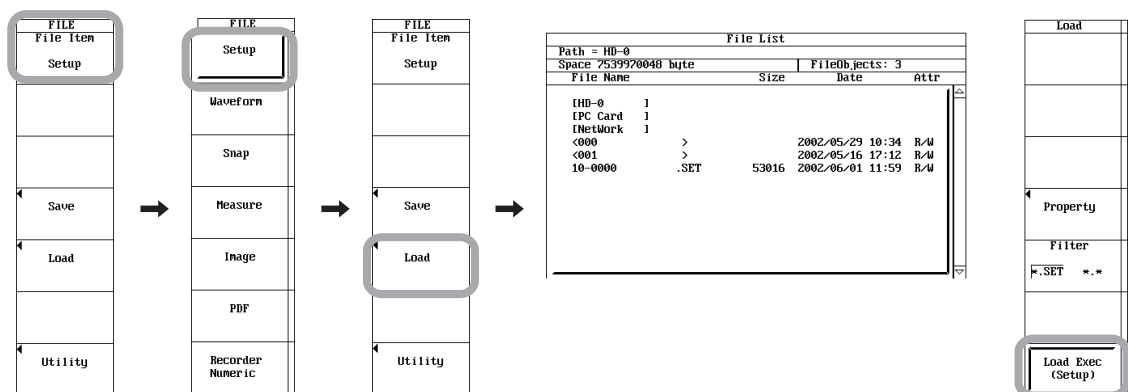 FILE
File Item
Setup
Save
Load
Utility
FILE
Setup
Waveform
Snap
Measure
Image
PDF
Recorder
Numeric
FILE
File Item
Setup
Save
Load
Utility
File List
Path = HD-0
Space 7539970048 byte FileObjects: 3
File Name Size Date Attr
[HD-0 ]
[PC Card ]
[NetWork ]
<000 > 2002/05/29 10:34 R/W
<001 > 2002/05/16 17:12 R/W
10-0000 .SET 53016 2002/06/01 11:59 R/W
Load
Property
Filter
*.SET *.*
Load Exec
(Setup)